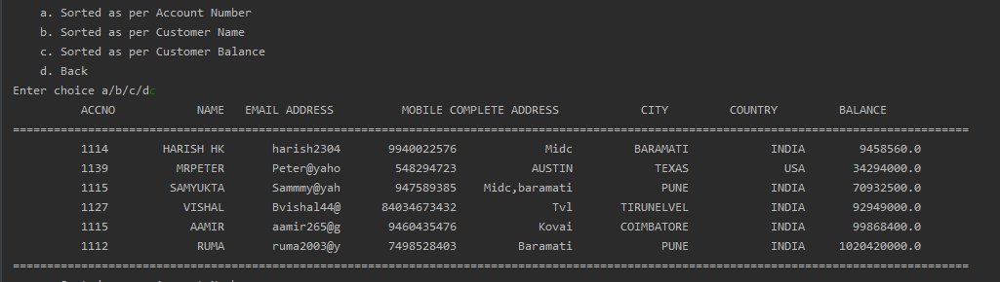 a. Sorted as per Account Number
b. Sorted as per Customer Name
c. Sorted as per Customer Balance
d. Back
Enter choice a/b/c/dc
ACCNO NAME EMAIL ADDRESS MOBILE COMPLETE ADDRESS CITY COUNTRY BALANCE
============================================================================================================================================
1114 HARISH HK harish2304 9940022576 Midc BARAMATI INDIA 9458560.0
1139 MRPETER Peter@yaho 548294723 AUSTIN TEXAS USA 34294000.0
1115 SAMYUKTA Sammmy@yah 947589385 Midc,baramati PUNE INDIA 70932500.0
1127 VISHAL Bvishal44@ 84034673432 Tvl TIRUNELVEL INDIA 92949000.0
1115 AAMIR aamir265@g 9460435476 Kovai COIMBATORE INDIA 99868400.0
1112 RUMA ruma2003@y 7498528403 Baramati PUNE INDIA 1020420000.0
============================================================================================================================================